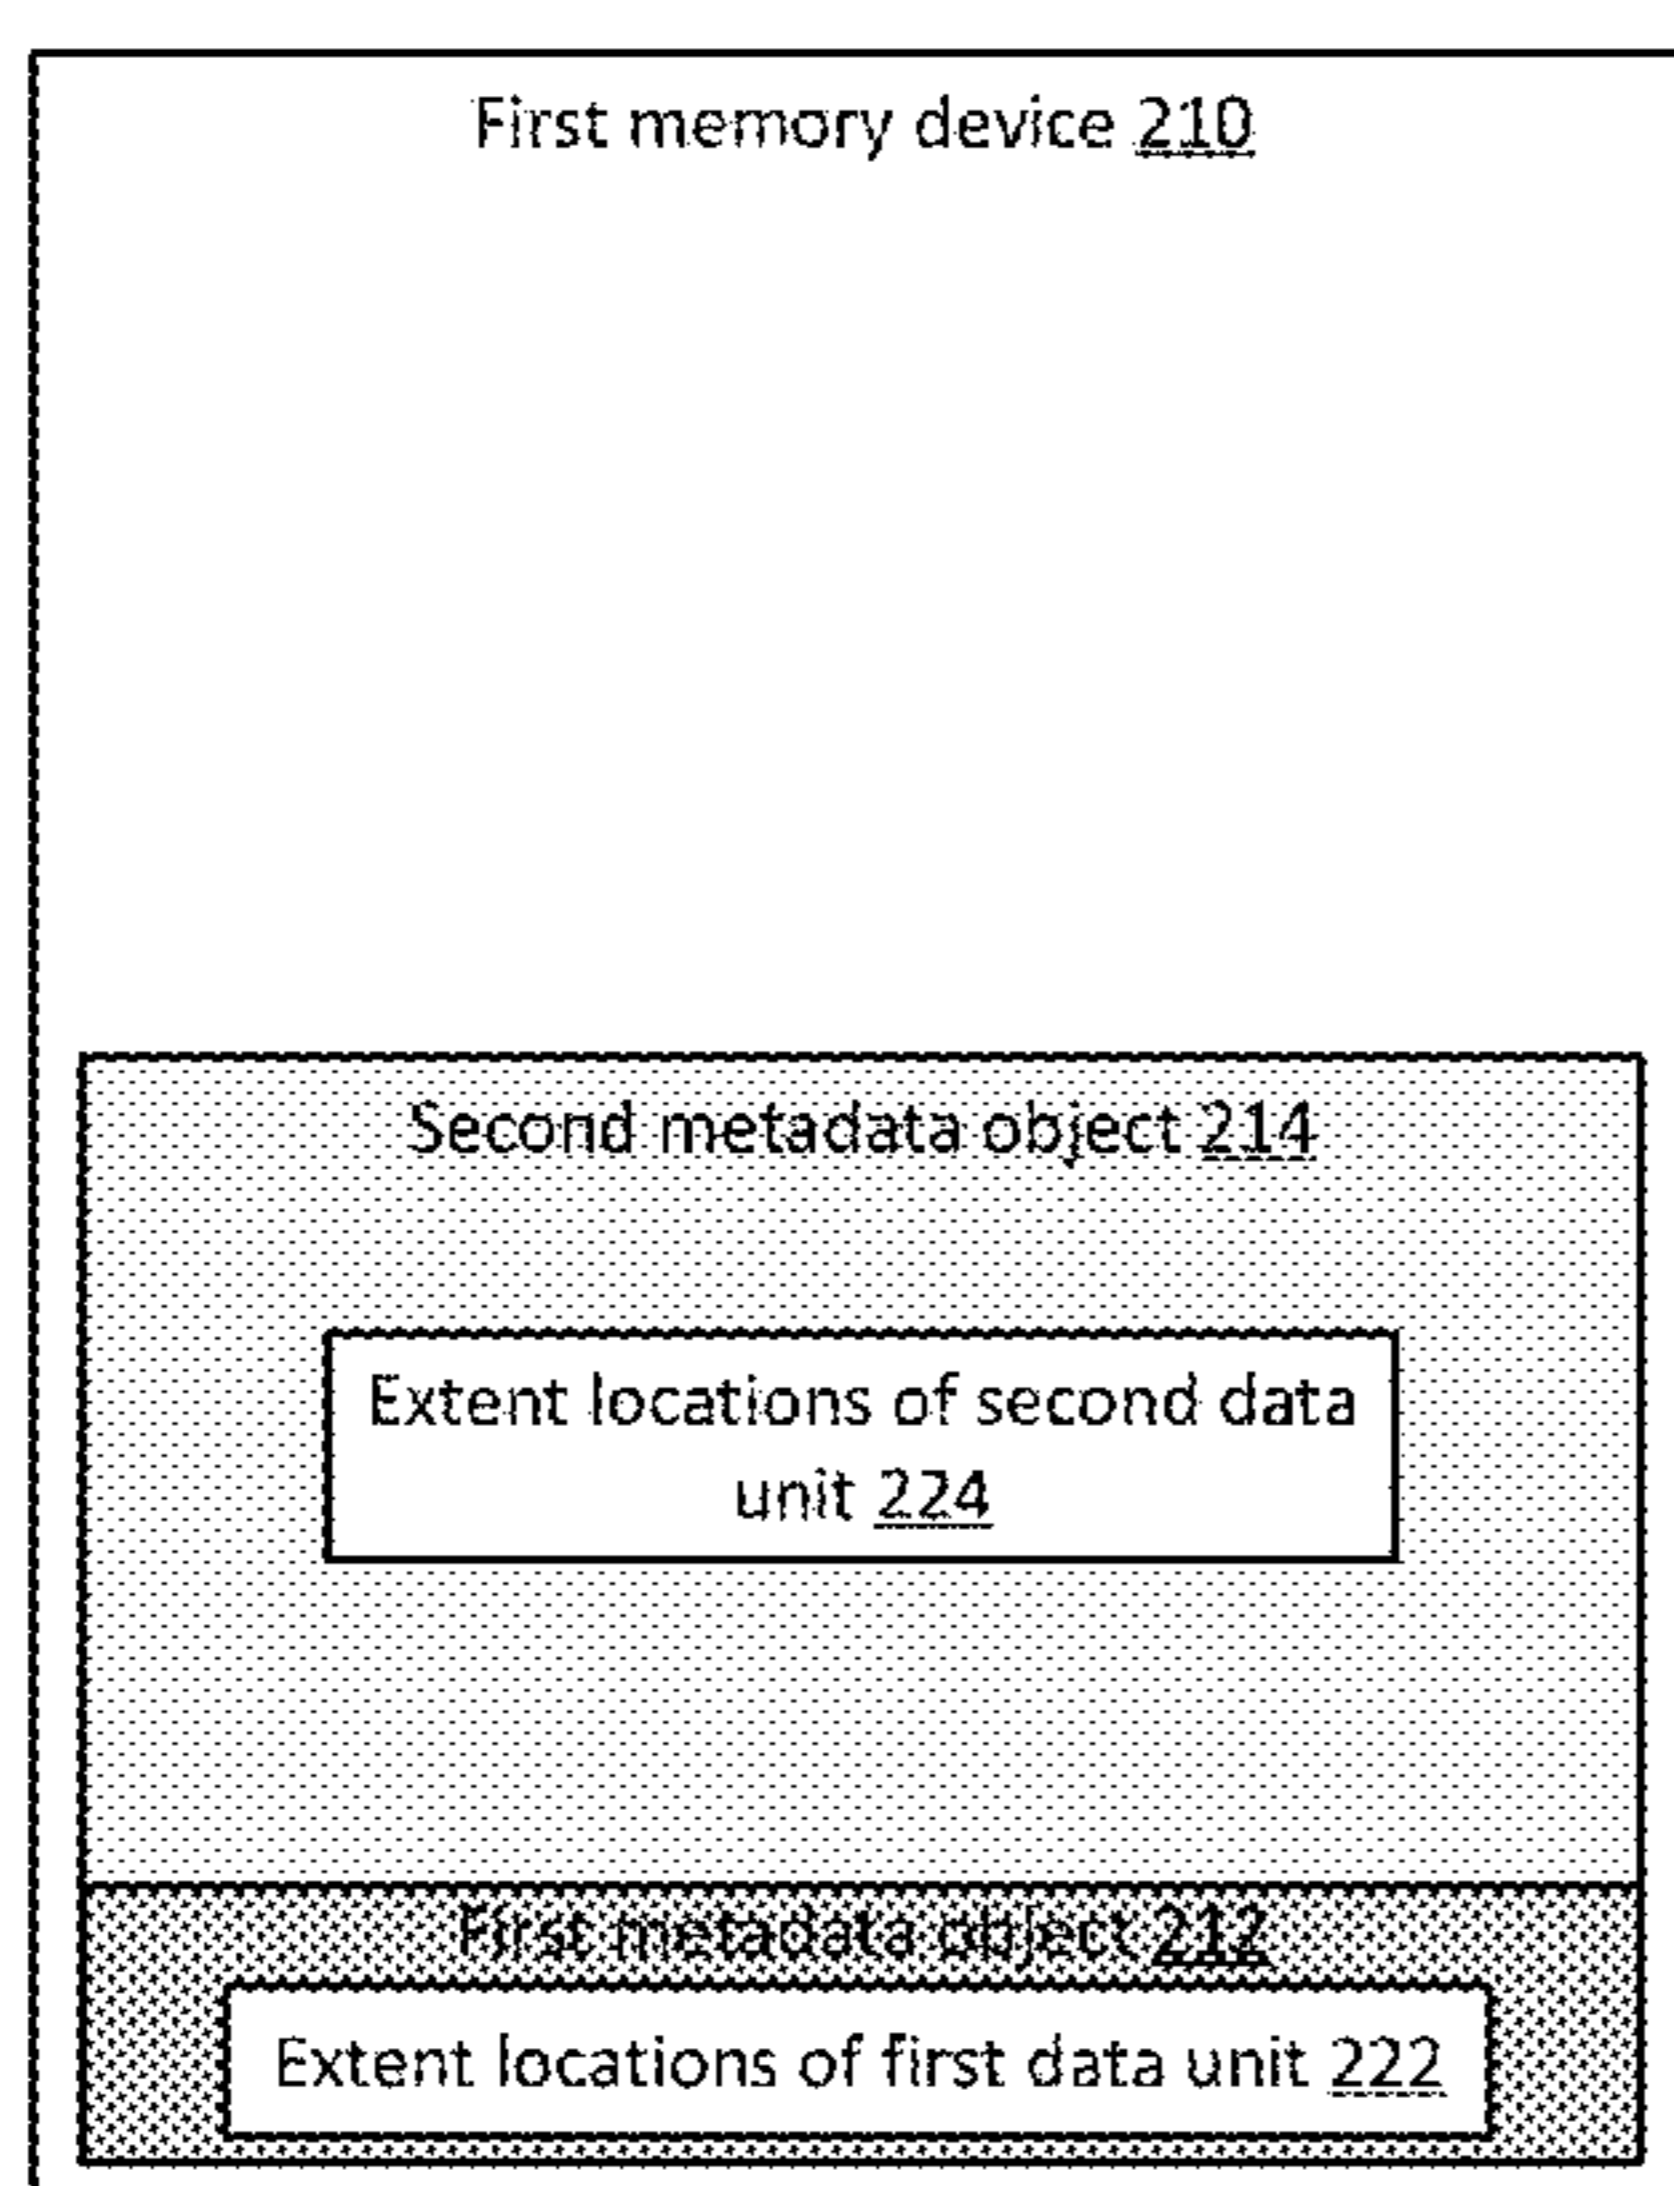 First memory device 210
Second metadata object 214
Extent locations of second data
unit 224
First metadata object 212
Extent locations of first data unit 222